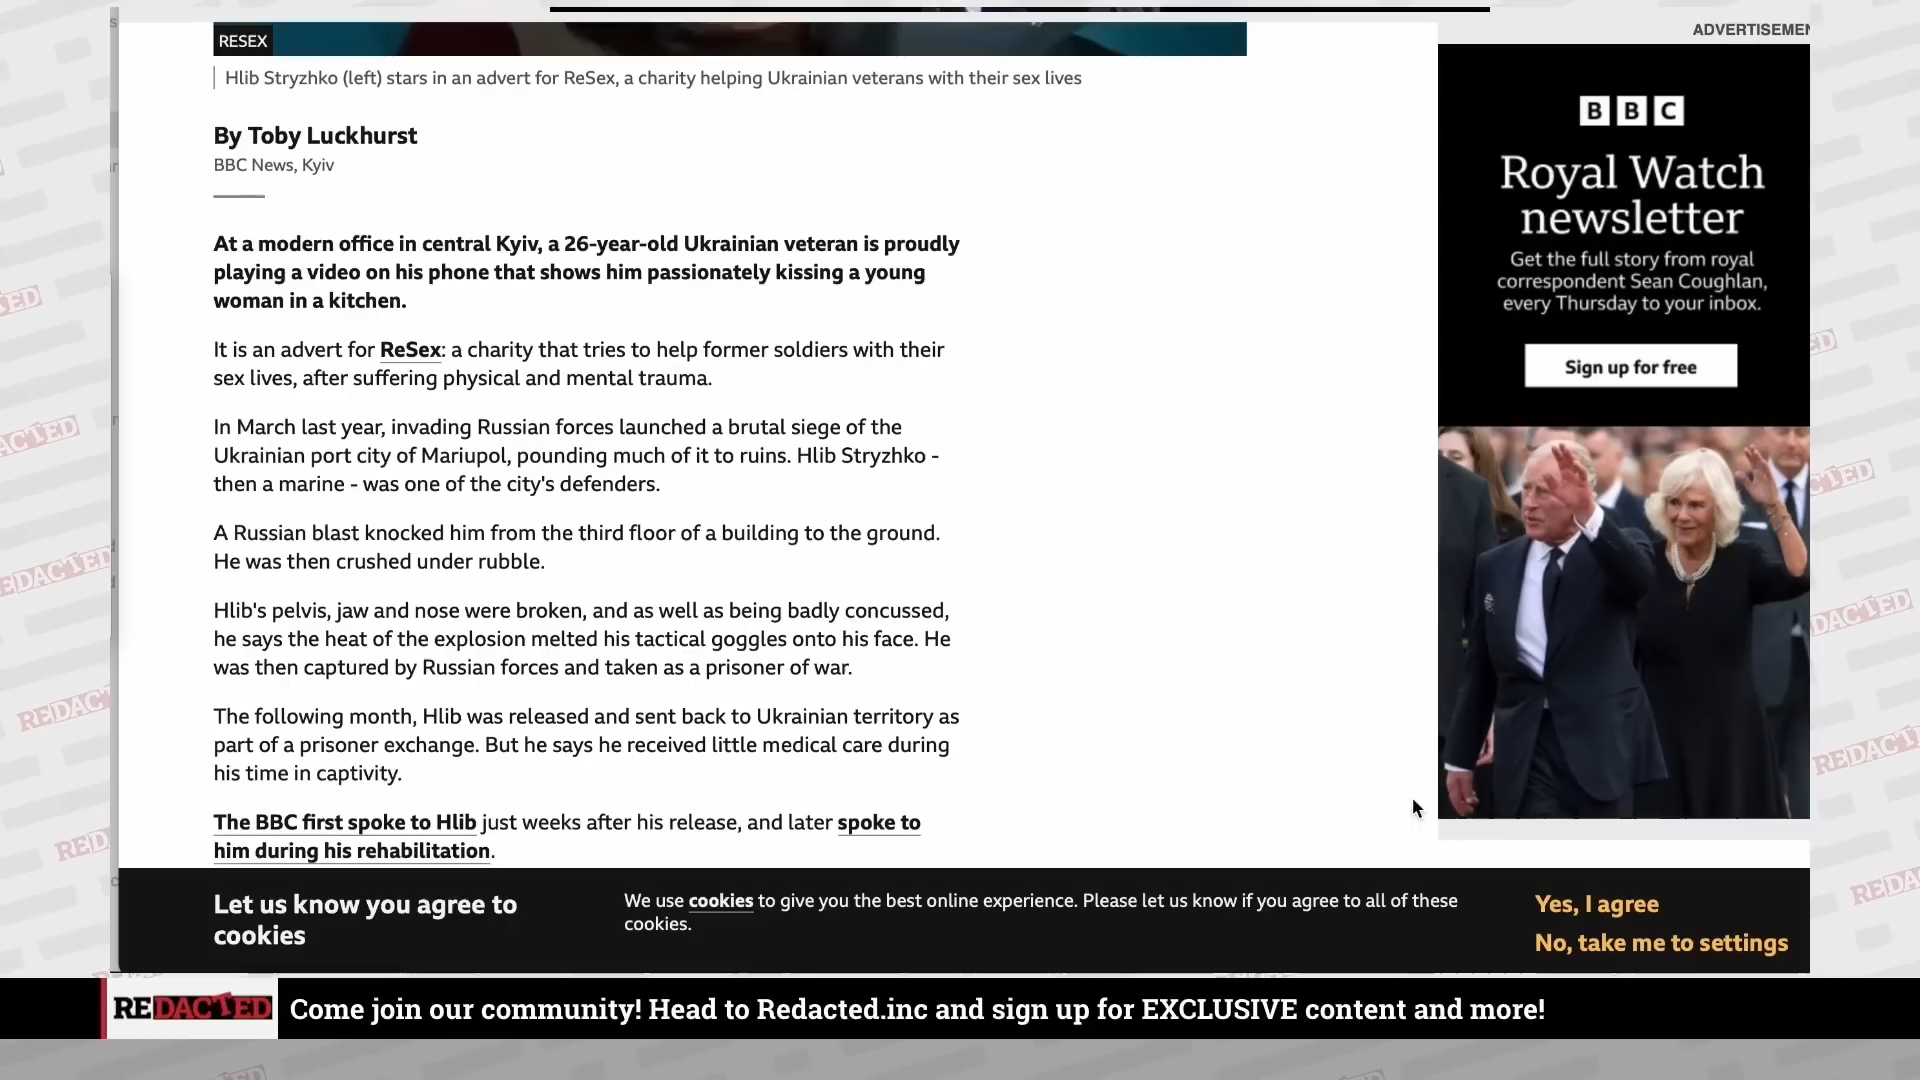 ADVERTISEMEN
RESEX
Hlib Stryzhko (left) stars in an advert for ReSex, a charity helping Ukrainian veterans with their sex lives
By Toby Luckhurst
BBC News, Kyiv
At a modern office in central Kyiv, a 26-year-old Ukrainian veteran is proudly
playing a video on his phone that shows him passionately kissing a young
woman in a kitchen.
It is an advert for ReSex: a charity that tries to help former soldiers with their
sex lives, after suffering physical and mental trauma.
In March last year, invading Russian forces launched a brutal siege of the
Ukrainian port city of Mariupol, pounding much of it to ruins. Hlib Stryzhko -
then a marine - was one of the city's defenders.
A Russian blast knocked him from the third floor of a building to the ground.
He was then crushed under rubble.
Hlib's pelvis, jaw and nose were broken, and as well as being badly concussed,
he says the heat of the explosion melted his tactical goggles onto his face. He
was then captured by Russian forces and taken as a prisoner of war.
The following month, Hlib was released and sent back to Ukrainian territory as
part of a prisoner exchange. But he says he received little medical care during
his time in captivity.
The BBC first spoke to Hlib just weeks after his release, and later spoke to
him during his rehabilitation.
BBC
Royal Watch
newsletter
Get the full story from royal
correspondent Sean Coughlan,
every Thursday to your inbox.
Sign up for free
Let us know you agree to
cookies
We use cookies to give you the best online experience. Please let us know if you agree to all of these
cookies.
Yes, I agree
No, take me to settings
REDACTED
Come join our community! Head to Redacted.inc and sign up for EXCLUSIVE content and more!